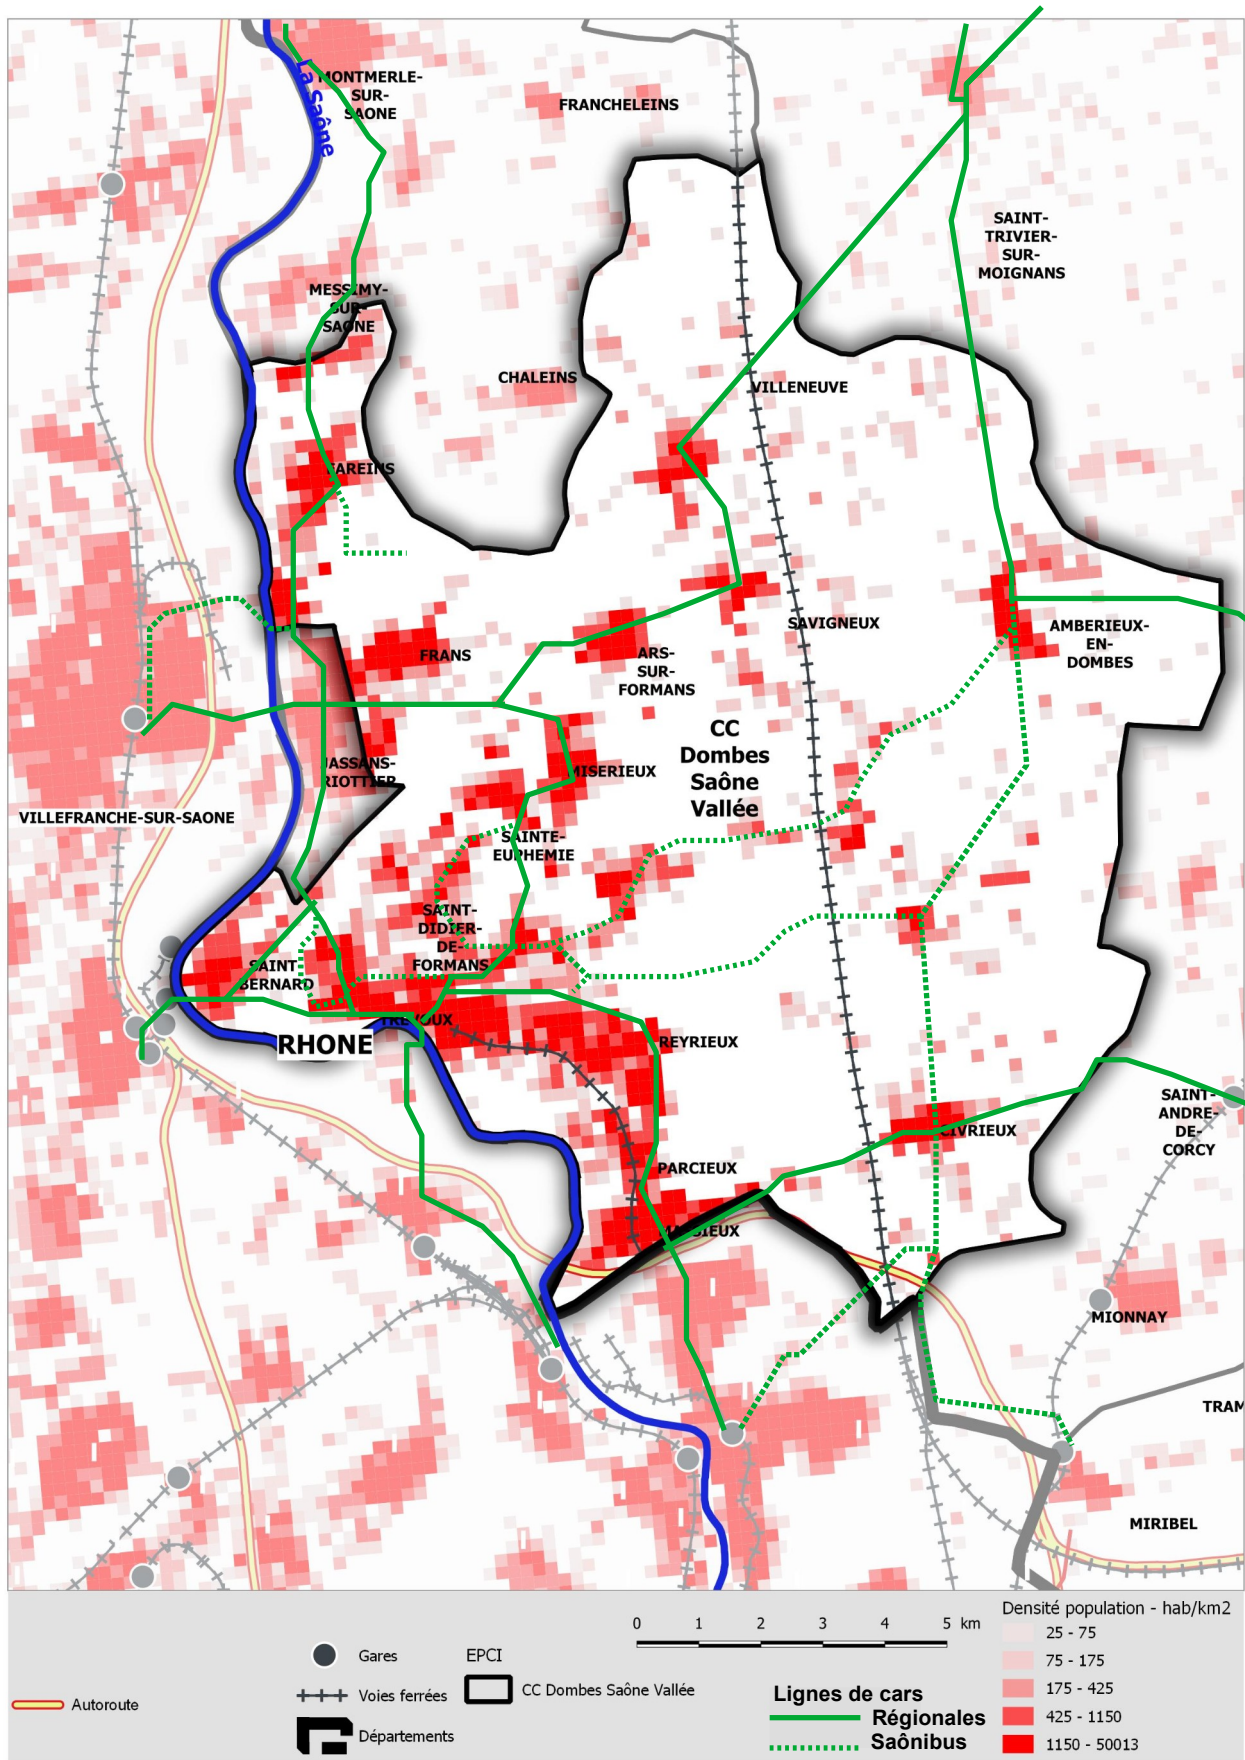 La Saône
MONTMERLE-
SUR-
SAONE
FRANCHELEINS
SAINT-
TRIVIER-
SUR-
MOIGNANS
MESSIMY-
SUR-
SAONE
CHALEINS
VILLENEUVE
FAREINS
SAVIGNEUX
AMBERIEUX-
EN-
DOMBES
FRANS
ARS-
SUR-
FORMANS
CC
Dombes
Saône
Vallée
JASSANS-
RIOTTIER
MISERIEUX
VILLEFRANCHE-SUR-SAONE
SAINTE-
EUPHEMIE
SAINT-
DIDIER-
DE-
FORMANS
SAINT
BERNARD
TREVOUX
RHONE
REYRIEUX
SAINT-
ANDRE-
DE-
CORCY
CIVRIEUX
PARCIEUX
MASSIEUX
MIONNAY
TRAM
MIRIBEL
Autoroute
Gares
Voies ferrées
Départements
EPCI
CC Dombes Saône Vallée
0 1 2 3 4 5 km
Lignes de cars
Régionales
Saônibus
Densité population - hab/km2
25 - 75
75 - 175
175 - 425
425 - 1150
1150 - 50013